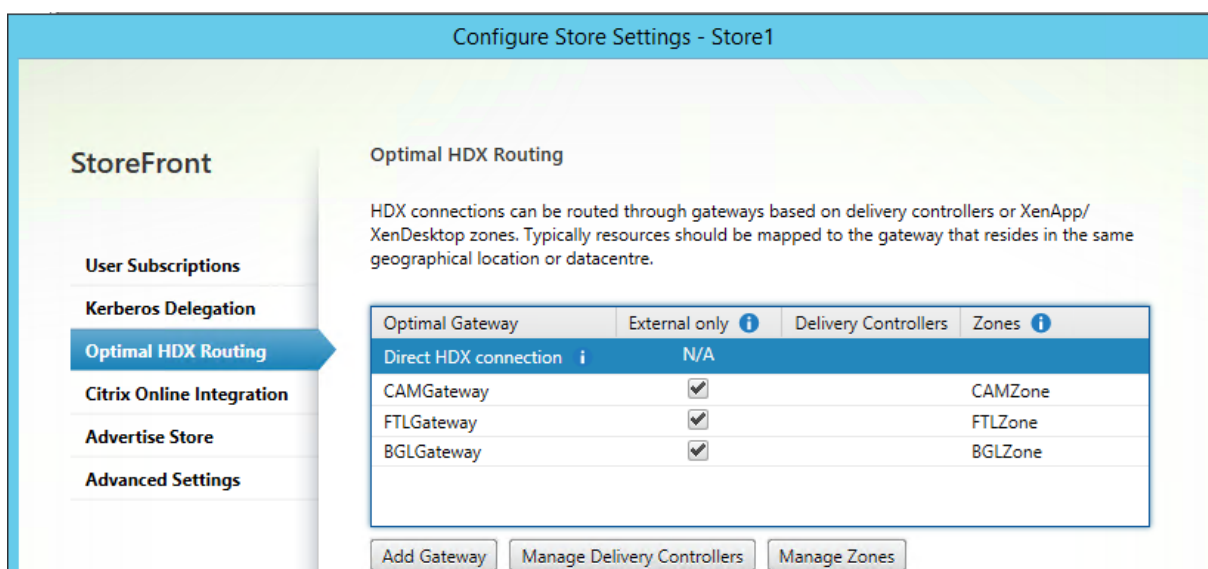 Configure Store Settings - Store1
StoreFront
User Subscriptions
Kerberos Delegation
Optimal HDX Routing
Citrix Online Integration
Advertise Store
Advanced Settings
Optimal HDX Routing
HDX connections can be routed through gateways based on delivery controllers or XenApp/
XenDesktop zones. Typically resources should be mapped to the gateway that resides in the same
geographical location or datacentre.
Optimal Gateway External only i Delivery Controllers Zones i
Direct HDX connection i N/A
CAMGateway CAMZone
FTLGateway FTLZone
BGLGateway BGLZone
Add Gateway Manage Delivery Controllers Manage Zones